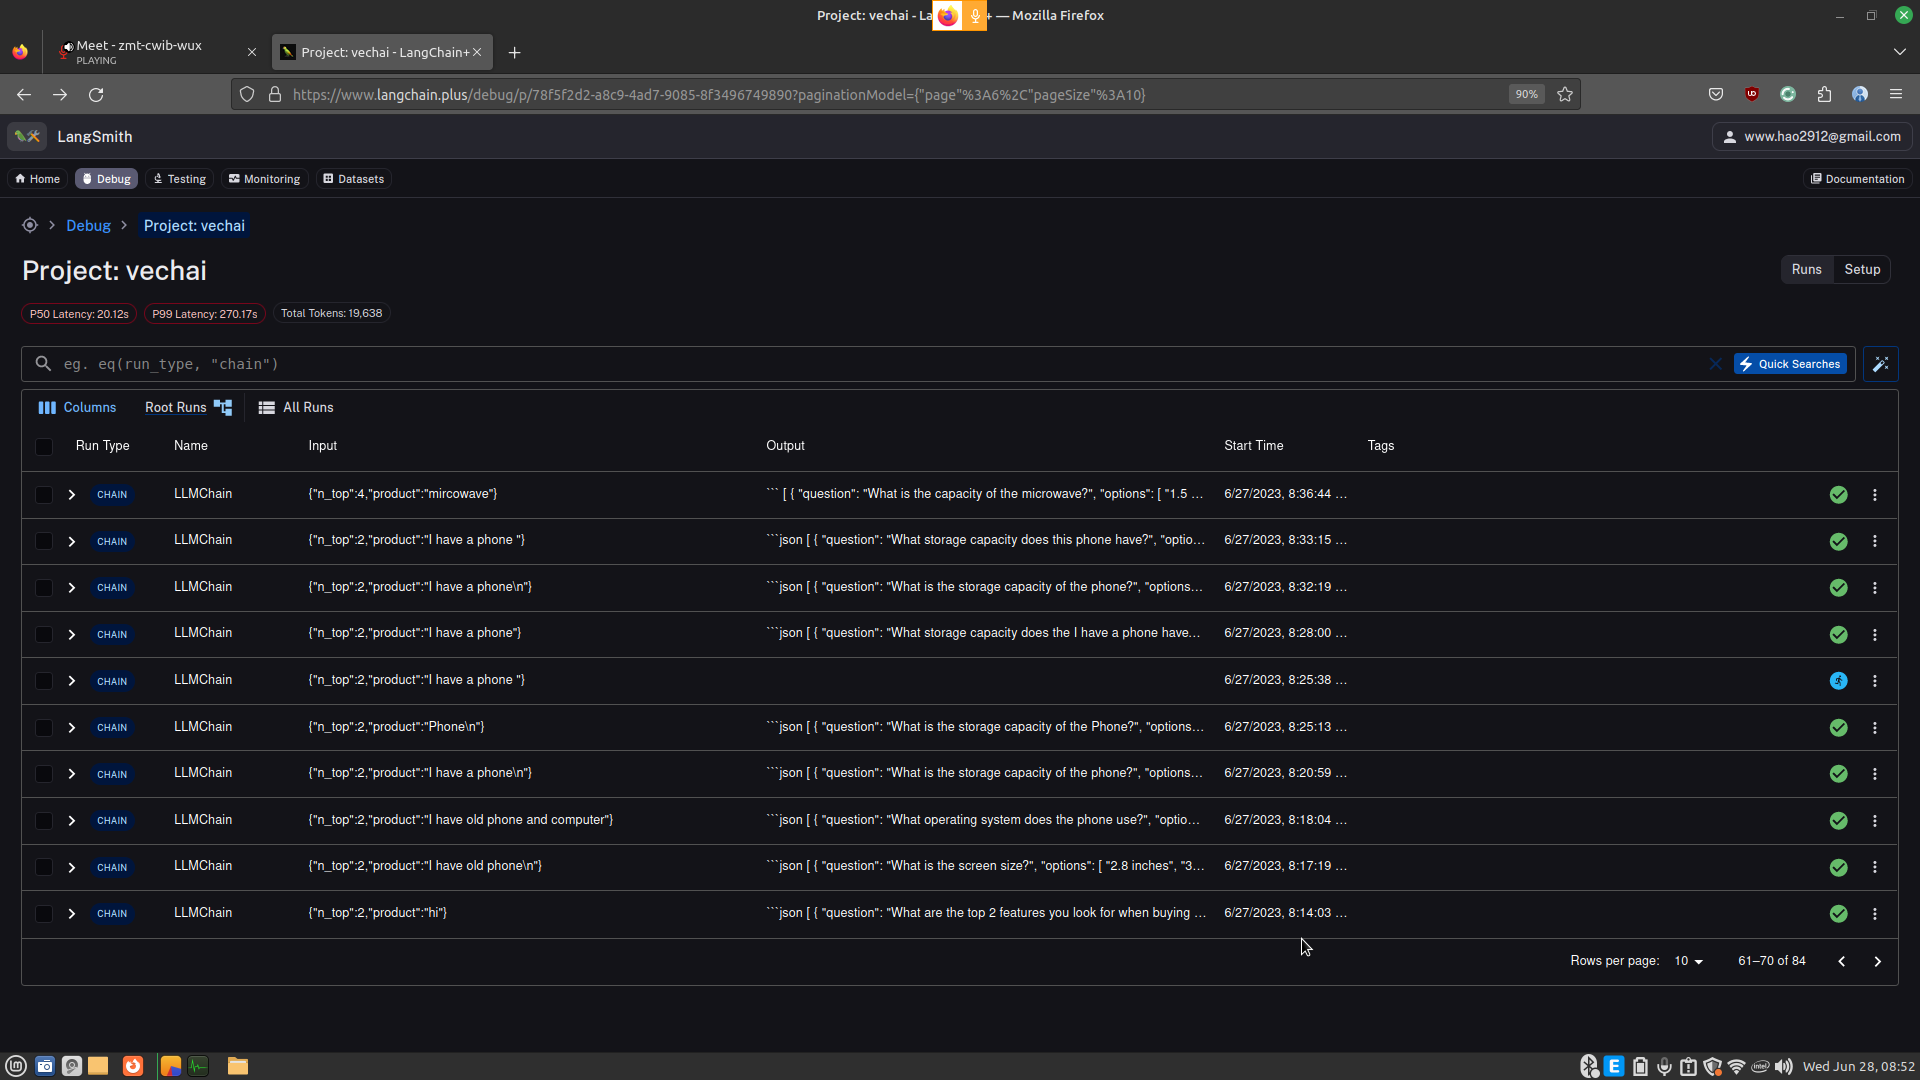 Project: vechai - La + — Mozilla Firefox
Meet - zmt-cwib-wux
PLAYING
Project: vechai - LangChain+
https://www.langchain.plus/debug/p/78f5f2d2-a8c9-4ad7-9085-8f3496749890?paginationModel={"page"%3A6%2C"pageSize"%3A10}
90%
LangSmith
www.hao2912@gmail.com
Home Debug Testing Monitoring Datasets Documentation
Debug Project: vechai
Project: vechai
Runs Setup
P50 Latency: 20.12s P99 Latency: 270.17s Total Tokens: 19,638
eg. eq(run_type, "chain")
Quick Searches
Columns Root Runs All Runs
Run Type Name Input Output Start Time Tags
CHAIN LLMChain {"n_top":4,"product":"mircowave"} ``` [ { "question": "What is the capacity of the microwave?", "options": [ "1.5 … 6/27/2023, 8:36:44 …
CHAIN LLMChain {"n_top":2,"product":"I have a phone "} ```json [ { "question": "What storage capacity does this phone have?", "optio… 6/27/2023, 8:33:15 …
CHAIN LLMChain {"n_top":2,"product":"I have a phone\n"} ```json [ { "question": "What is the storage capacity of the phone?", "options… 6/27/2023, 8:32:19 …
CHAIN LLMChain {"n_top":2,"product":"I have a phone"} ```json [ { "question": "What storage capacity does the I have a phone have… 6/27/2023, 8:28:00 …
CHAIN LLMChain {"n_top":2,"product":"I have a phone "} 6/27/2023, 8:25:38 …
CHAIN LLMChain {"n_top":2,"product":"Phone\n"} ```json [ { "question": "What is the storage capacity of the Phone?", "options… 6/27/2023, 8:25:13 …
CHAIN LLMChain {"n_top":2,"product":"I have a phone\n"} ```json [ { "question": "What is the storage capacity of the phone?", "options… 6/27/2023, 8:20:59 …
CHAIN LLMChain {"n_top":2,"product":"I have old phone and computer"} ```json [ { "question": "What operating system does the phone use?", "optio… 6/27/2023, 8:18:04 …
CHAIN LLMChain {"n_top":2,"product":"I have old phone\n"} ```json [ { "question": "What is the screen size?", "options": [ "2.8 inches", "3… 6/27/2023, 8:17:19 …
CHAIN LLMChain {"n_top":2,"product":"hi"} ```json [ { "question": "What are the top 2 features you look for when buying … 6/27/2023, 8:14:03 …
Rows per page: 10 61–70 of 84
Wed Jun 28, 08:52